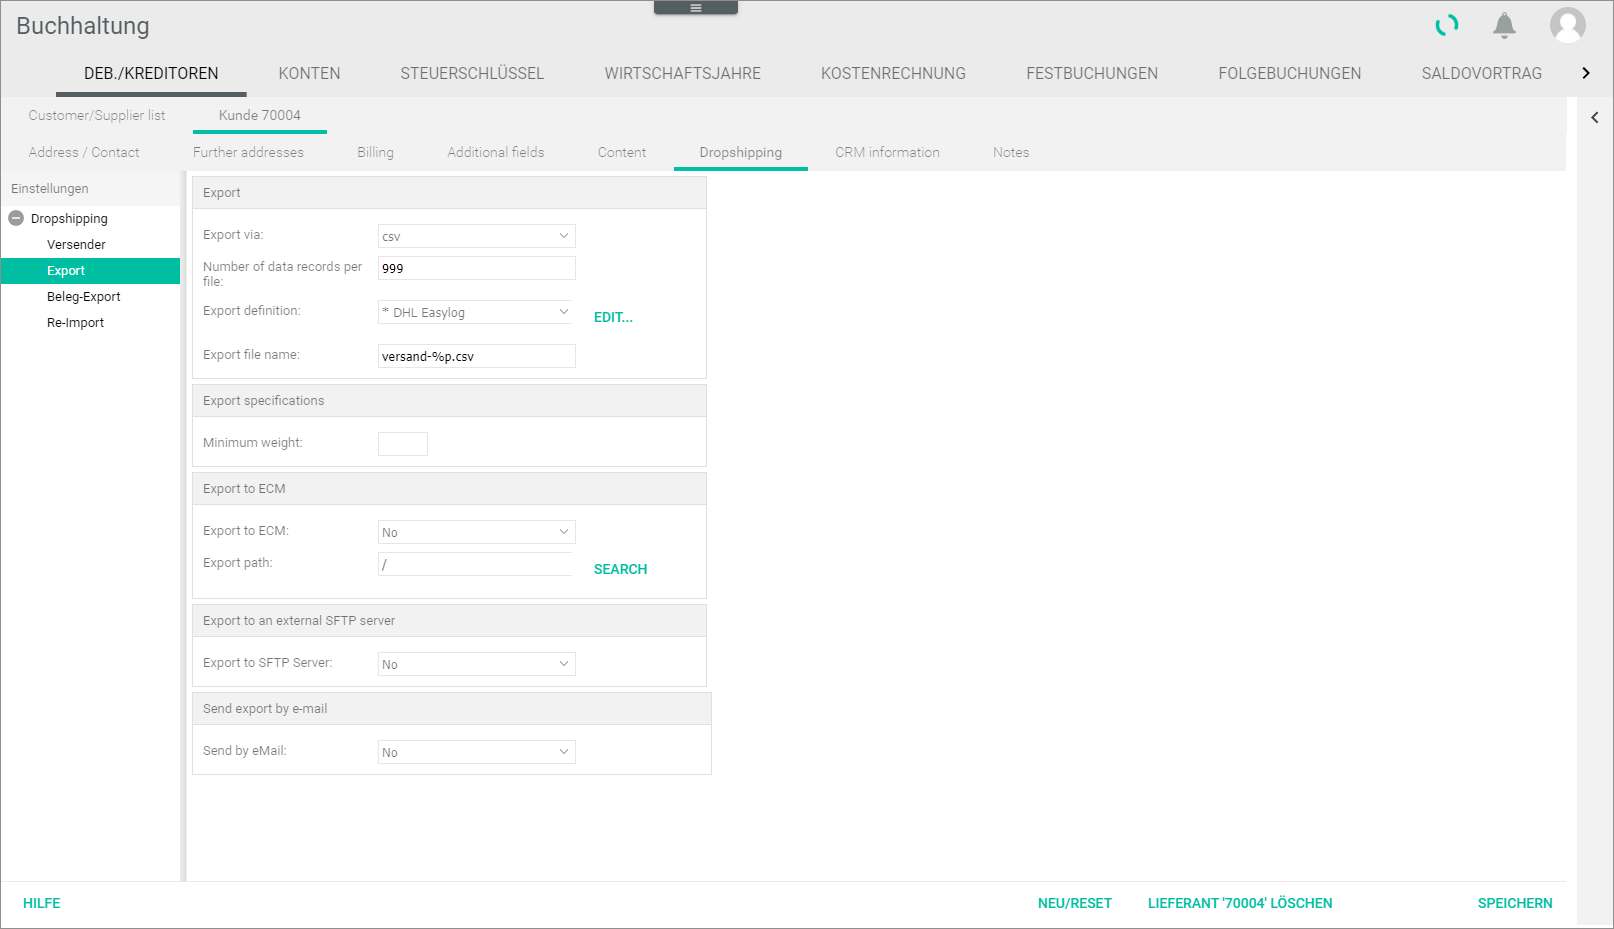 Buchhaltung
DEB./KREDITOREN KONTEN STEUERSCHLÜSSEL WIRTSCHAFTSJAHRE KOSTENRECHNUNG FESTBUCHUNGEN FOLGEBUCHUNGEN SALDOVORTRAG
Customer/Supplier list Kunde 70004
Address / Contact Further addresses Billing Additional fields Content Dropshipping CRM information Notes
Einstellungen
Dropshipping
Versender
Export
Beleg-Export
Re-Import
Export
Export via: csv
Number of data records per
file: 999
Export definition: * DHL Easylog EDIT...
Export file name: versand-%p.csv
Export specifications
Minimum weight:
Export to ECM
Export to ECM: No
Export path: / SEARCH
Export to an external SFTP server
Export to SFTP Server: No
Send export by e-mail
Send by eMail: No
HILFE NEU/RESET LIEFERANT '70004' LÖSCHEN SPEICHERN